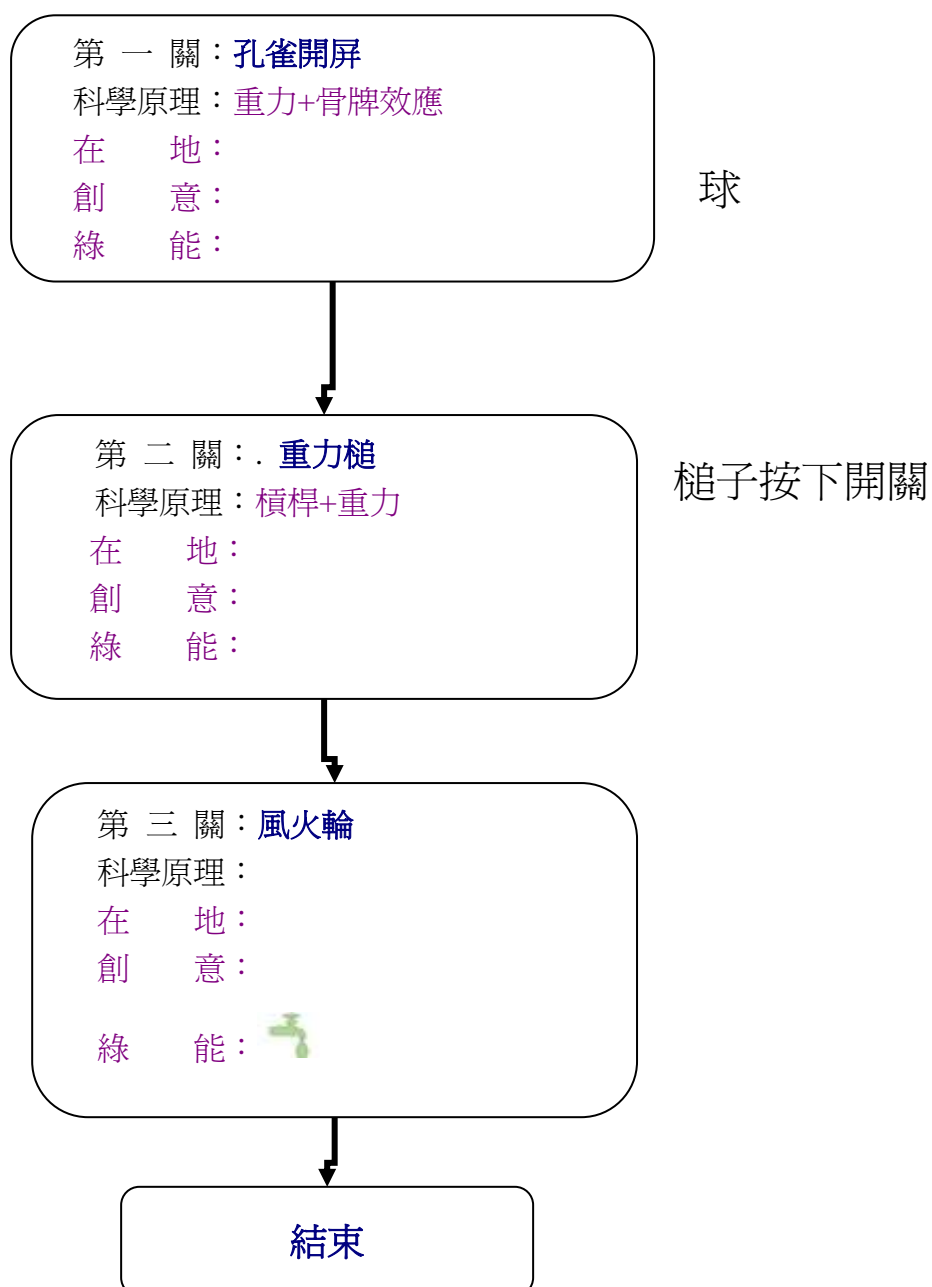 第 一 關：孔雀開屏
科學原理：重力+骨牌效應
在 地：
創 意：
綠 能：
球
第 二 關：. 重力槌
科學原理：槓桿+重力
在 地：
創 意：
綠 能：
槌子按下開關
第 三 關：風火輪
科學原理：
在 地：
創 意：
綠 能：
結束